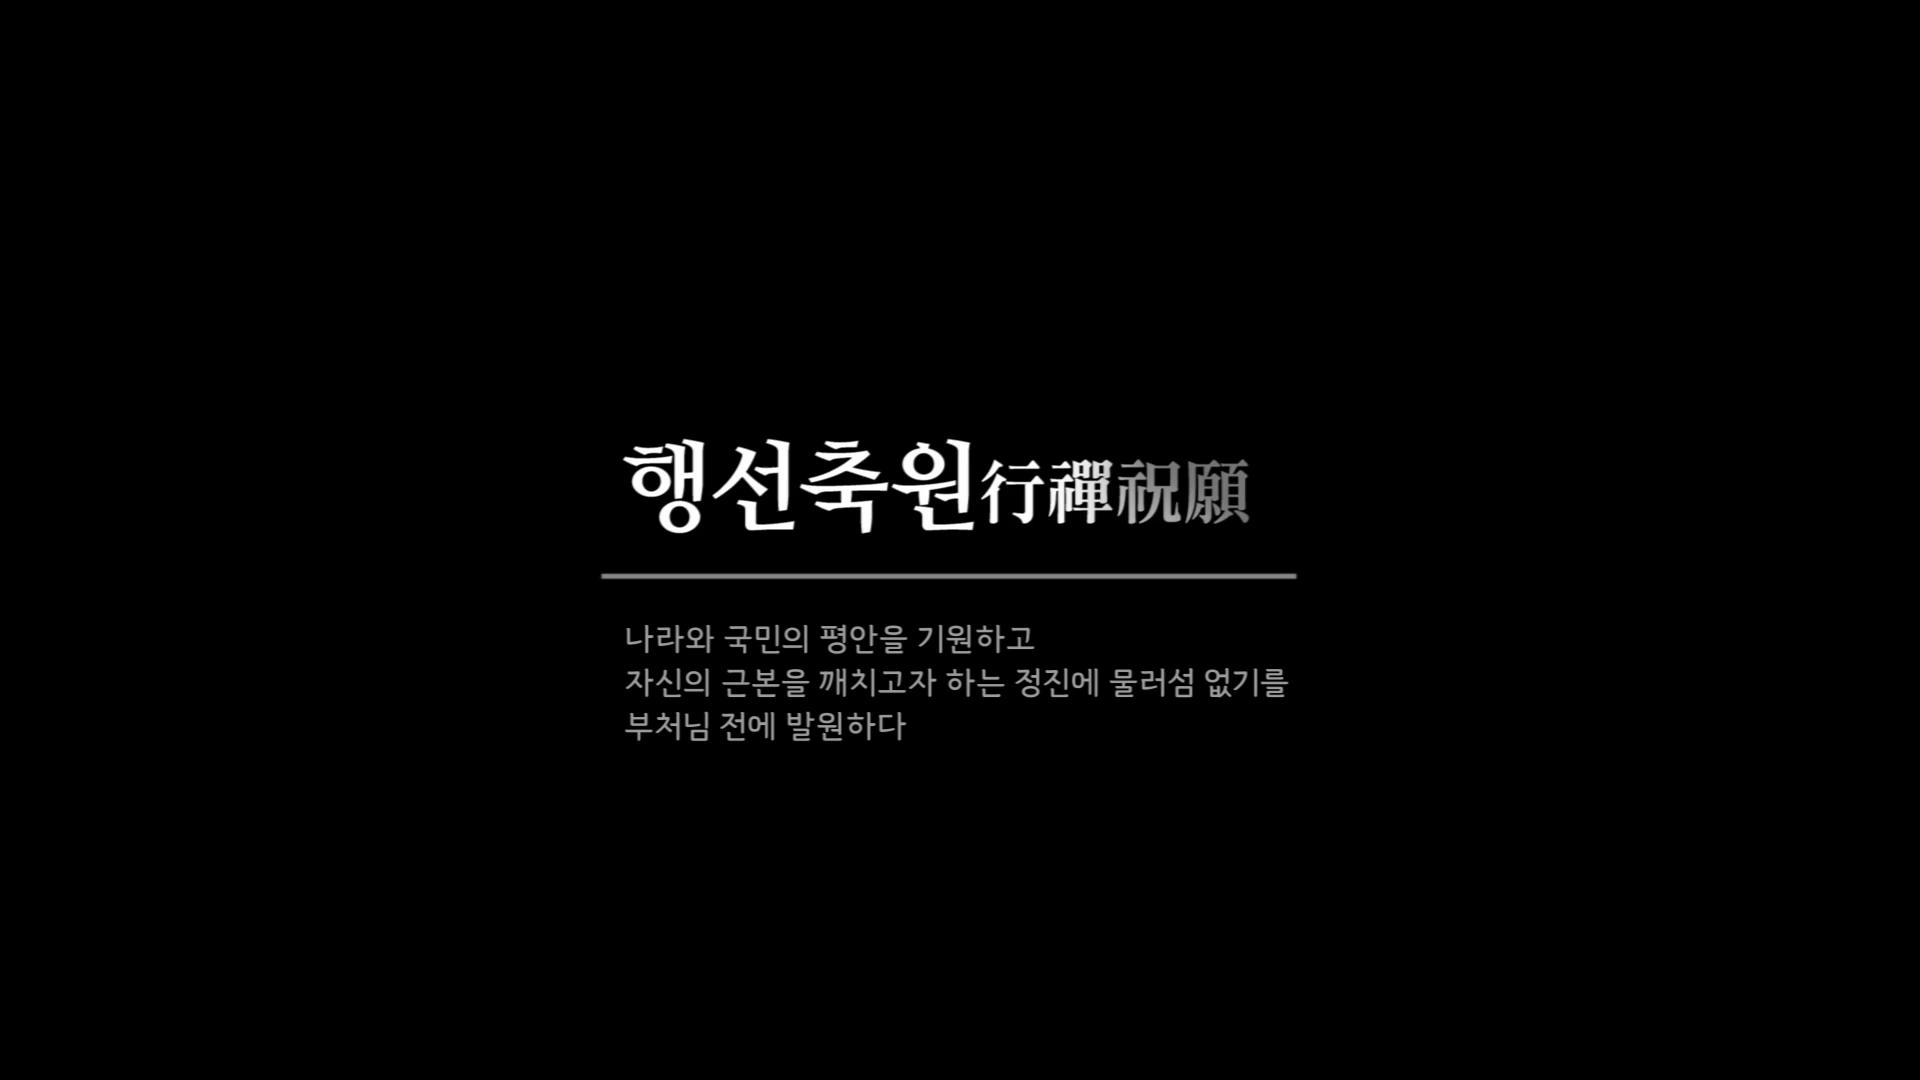 행선축원行禪祝願
나라와 국민의 평안을 기원하고
자신의 근본을 깨치고자 하는 정진에 물러섬 없기를
부처님 전에 발원하다